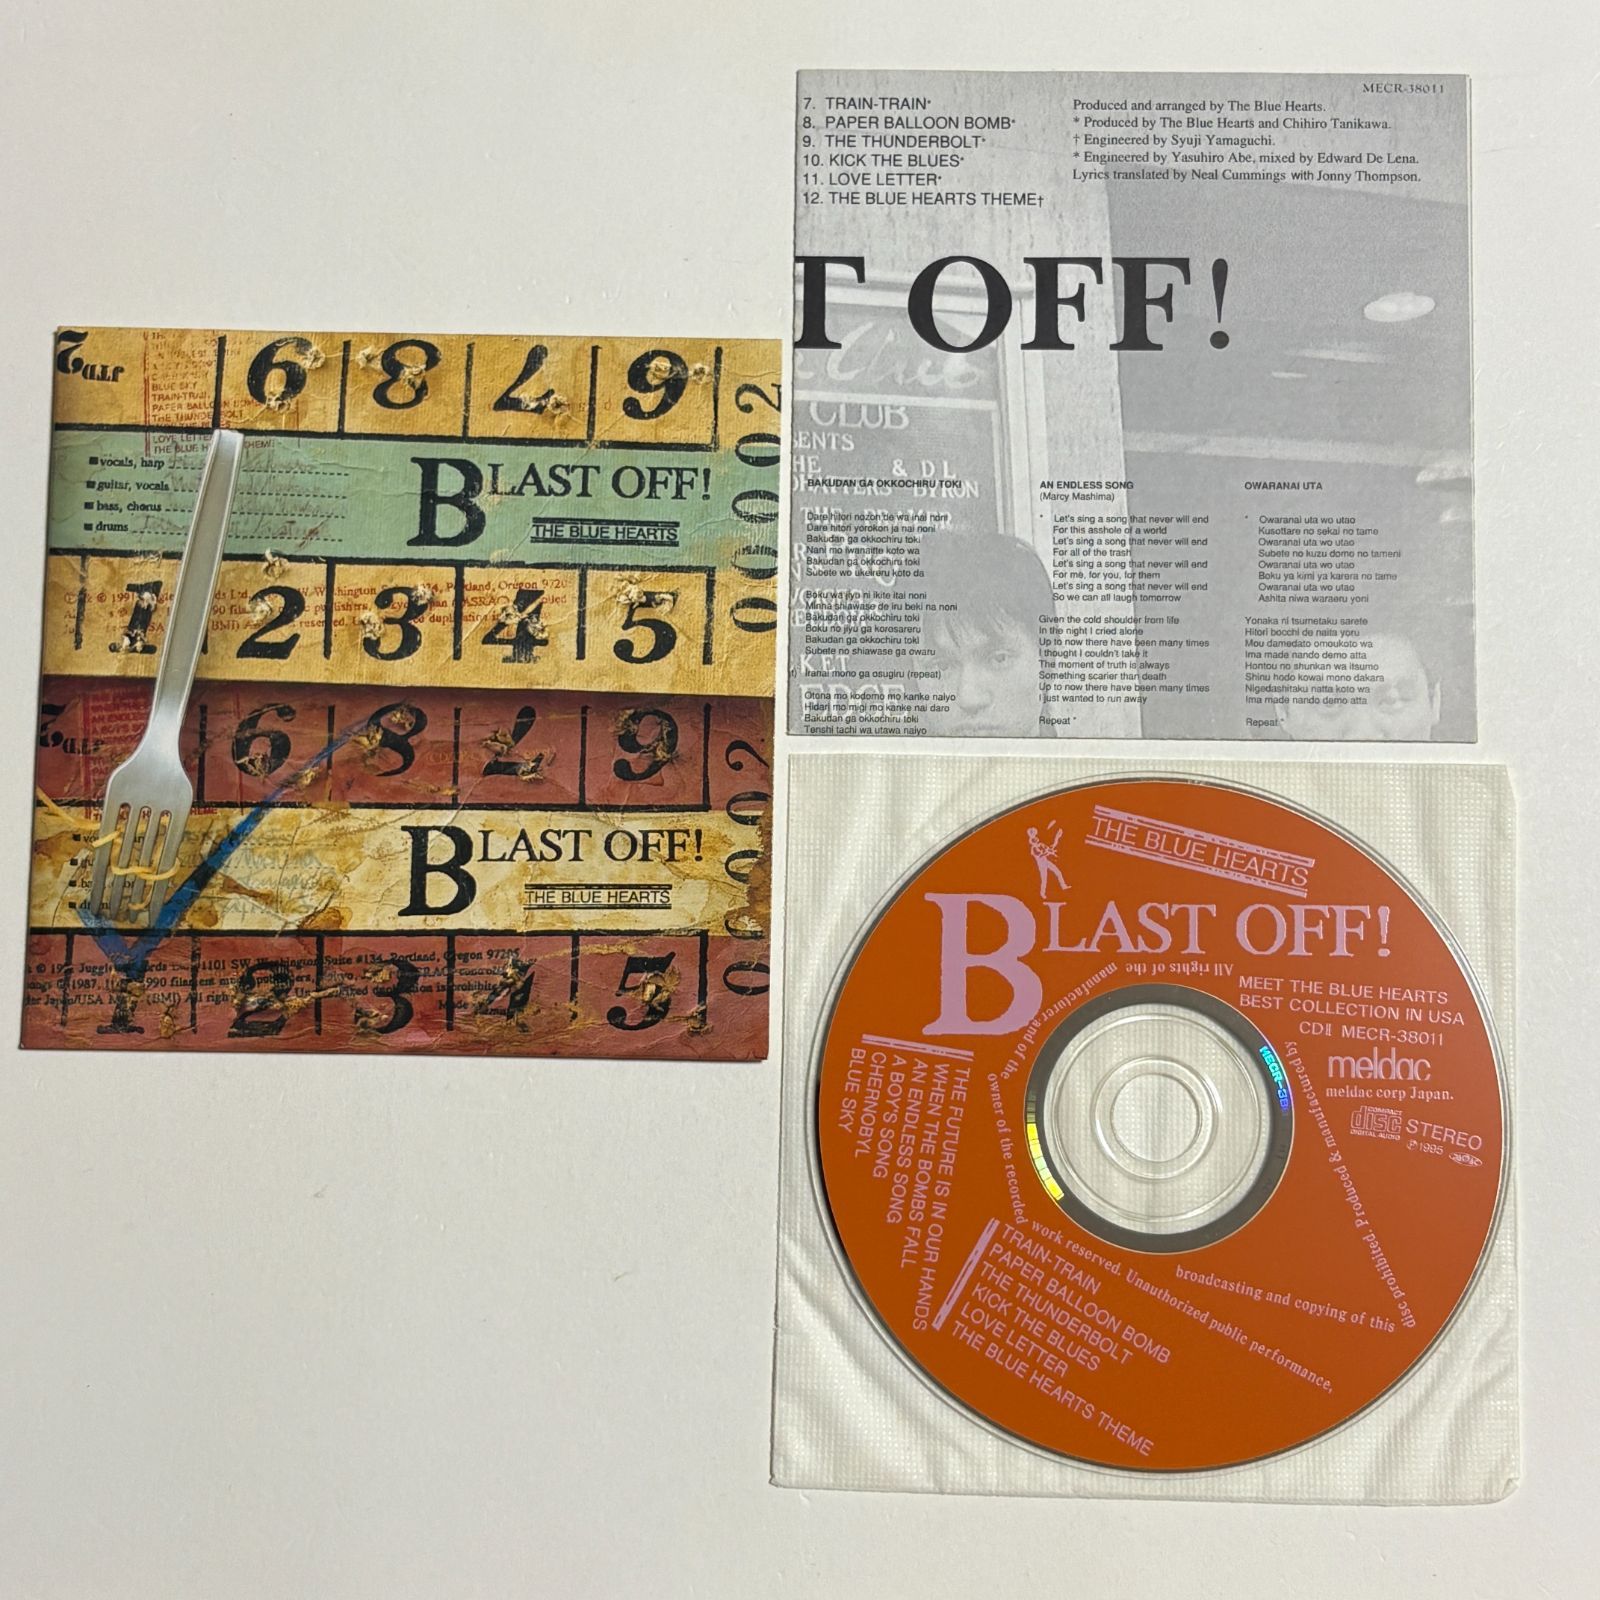 BLAST OFF!
THE BLUE HEARTS
vocals, harp
guitar, vocals
bass, chorus
drums
BLUE SKY
TRAIN-TRAIN
6 8 7 9
1 2 3 4 5
6 8 7 9
BLAST OFF!
THE BLUE HEARTS
1 2 3 4 5
MECR-38011
7. TRAIN-TRAIN*
8. PAPER BALLOON BOMB*
9. THE THUNDERBOLT*
10. KICK THE BLUES*
11. LOVE LETTER*
12. THE BLUE HEARTS THEME†
Produced and arranged by The Blue Hearts.
* Produced by The Blue Hearts and Chihiro Tanikawa.
† Engineered by Syuji Yamaguchi.
* Engineered by Yasuhiro Abe, mixed by Edward De Lena.
Lyrics translated by Neal Cummings with Jonny Thompson.
T OFF!
CLUB
BAKUDAN GA OKKOCHIRU TOKI
Dare hitori nozon de wa inai noni
Dare hitori yorokon ja nai noni
Bakudan ga okkochiru toki
Nani mo iwanaitte koto wa
Bakudan ga okkochiru toki
Subete wo ukeireru koto da
Boku wa jiyu ni ikite itai noni
Minna shiawase de iru beki na noni
Bakudan ga okkochiru toki
Boku no jiyu ga korosareru
Bakudan ga okkochiru toki
Subete no shiawase ga owaru
Iranai mono ga osugiru (repeat)
Otona mo kodomo mo kanke naiyo
Hidari mo migi mo kanke nai daro
Bakudan ga okkochiru toki
Tenshi tachi wa utawa naiyo
AN ENDLESS SONG
(Marcy Mashima)
* Let's sing a song that never will end
For this asshole of a world
Let's sing a song that never will end
For all of the trash
Let's sing a song that never will end
For me, for you, for them
Let's sing a song that never will end
So we can all laugh tomorrow
Given the cold shoulder from life
In the night I cried alone
Up to now there have been many times
I thought I couldn't take it
The moment of truth is always
Something scarier than death
Up to now there have been many times
I just wanted to run away
Repeat *
OWARANAI UTA
* Owaranai uta wo utao
Kusottare no sekai no tame
Owaranai uta wo utao
Subete no kuzu domo no tameni
Owaranai uta wo utao
Boku ya kimi ya karera no tame
Owaranai uta wo utao
Ashita niwa waraeru yoni
Yonaka ni tsumetaku sarete
Hitori bocchi de naita yoru
Mou damedato omoukoto wa
Ima made nando demo atta
Hontou no shunkan wa itsumo
Shinu hodo kowai mono dakara
Nigedashitaku natta koto wa
Ima made nando demo atta
Repeat *
THE BLUE HEARTS
BLAST OFF!
MEET THE BLUE HEARTS
BEST COLLECTION IN USA
CDⅡ MECR-38011
meldac
meldac corp Japan.
COMPACT
disc
DIGITAL AUDIO
STEREO
Ⓟ1995
THE FUTURE IS IN OUR HANDS
WHEN THE BOMBS FALL
AN ENDLESS SONG
A BOY'S SONG
CHERNOBYL
BLUE SKY
TRAIN-TRAIN
PAPER BALLOON BOMB
THE THUNDERBOLT
KICK THE BLUES
LOVE LETTER
THE BLUE HEARTS THEME
All rights of the manufacturer and of the owner of the recorded work reserved. Unauthorized public performance, broadcasting and copying of this disc prohibited. Produced & manufactured by